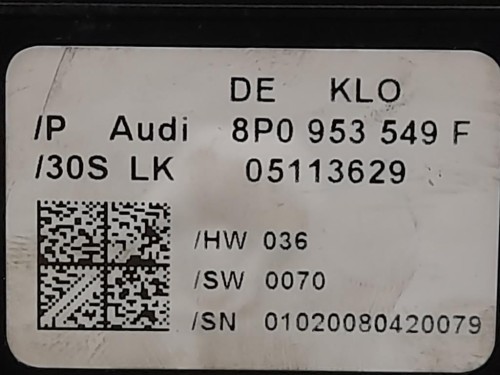 DE KLO
/P Audi 8P0 953 549 F
/30S LK 05113629
/HW 036
/SW 0070
/SN 01020080420079